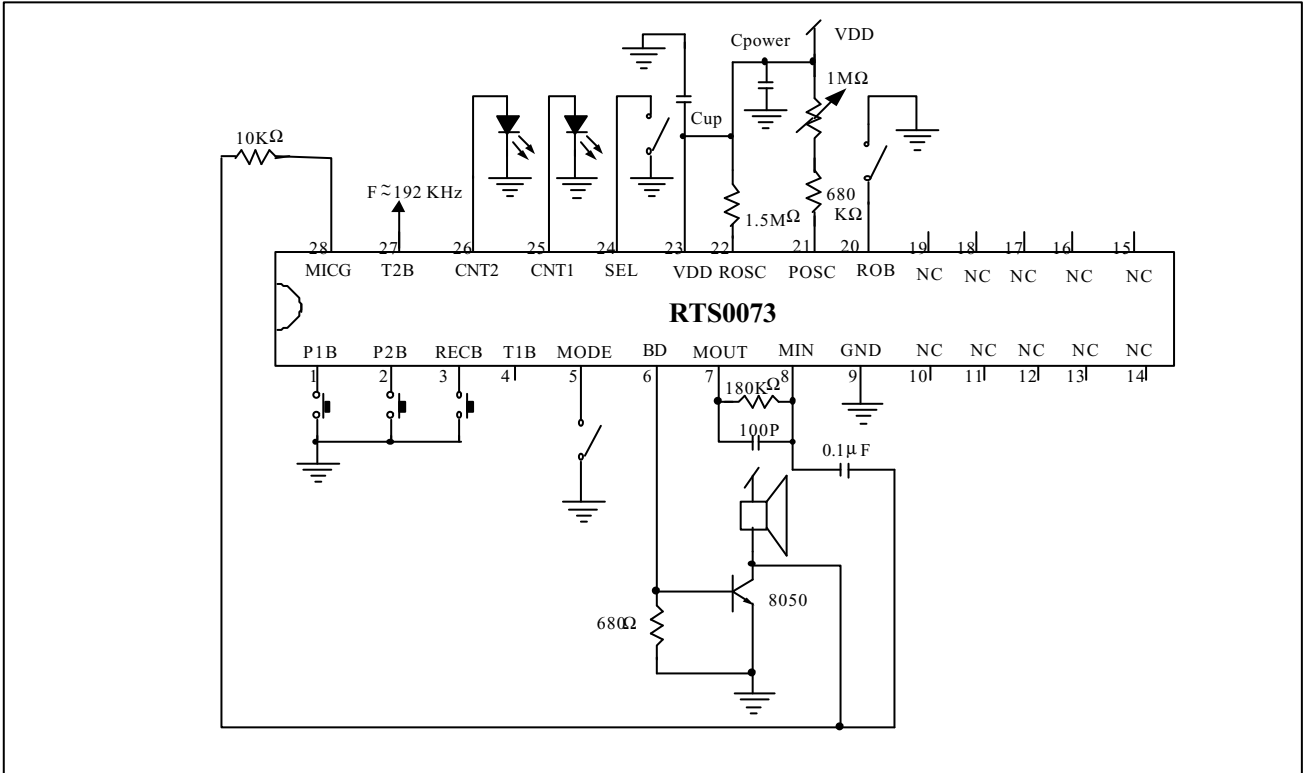 Cpower VDD
1MΩ
Cup
10KΩ
F≈192 KHz
1.5MΩ
680
KΩ
28 27 26 25 24 23 22 21 20 19 18 17 16 15
MICG T2B CNT2 CNT1 SEL VDD ROSC POSC ROB NC NC NC NC NC
RTS0073
P1B P2B RECB T1B MODE BD MOUT MIN GND NC NC NC NC NC
1 2 3 4 5 6 7 8 9 10 11 12 13 14
180KΩ
100P
0.1μF
8050
680Ω